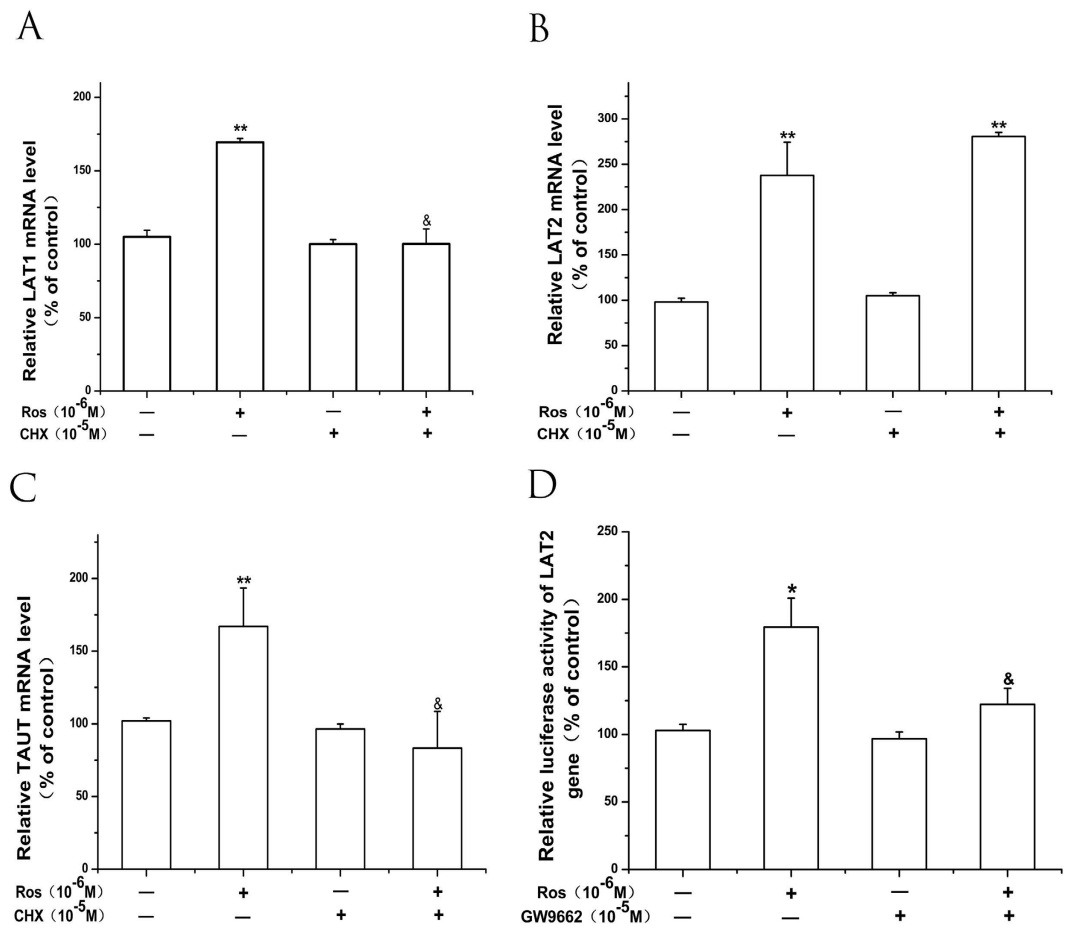 A
Relative LAT1 mRNA level
(% of control)
200
150
100
50
0
**
&
Ros (10⁻⁶M) — + — +
CHX (10⁻⁵M) — — + +
B
Relative LAT2 mRNA level
(% of control)
300
250
200
150
100
50
0
**
**
Ros (10⁻⁶M) — + — +
CHX (10⁻⁵M) — — + +
C
Relative TAUT mRNA level
(% of control)
200
150
100
50
0
**
&
Ros (10⁻⁶M) — + — +
CHX (10⁻⁵M) — — + +
D
Relative luciferase activity of LAT2
gene (% of control)
250
200
150
100
50
0
*
&
Ros (10⁻⁶M) — + — +
GW9662 (10⁻⁵M) — — + +